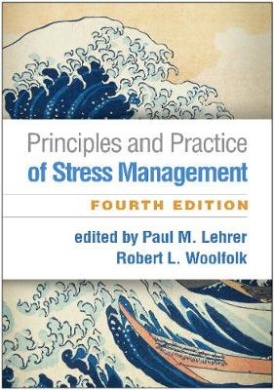 Principles and Practice
of Stress Management
FOURTH EDITION
edited by Paul M. Lehrer
Robert L. Woolfolk